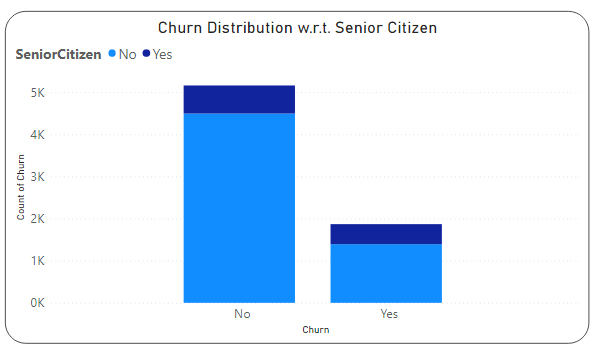 Churn Distribution w.r.t. Senior Citizen
SeniorCitizen No Yes
5K
4K
3K
2K
1K
0K
Count of Churn
No Yes
Churn